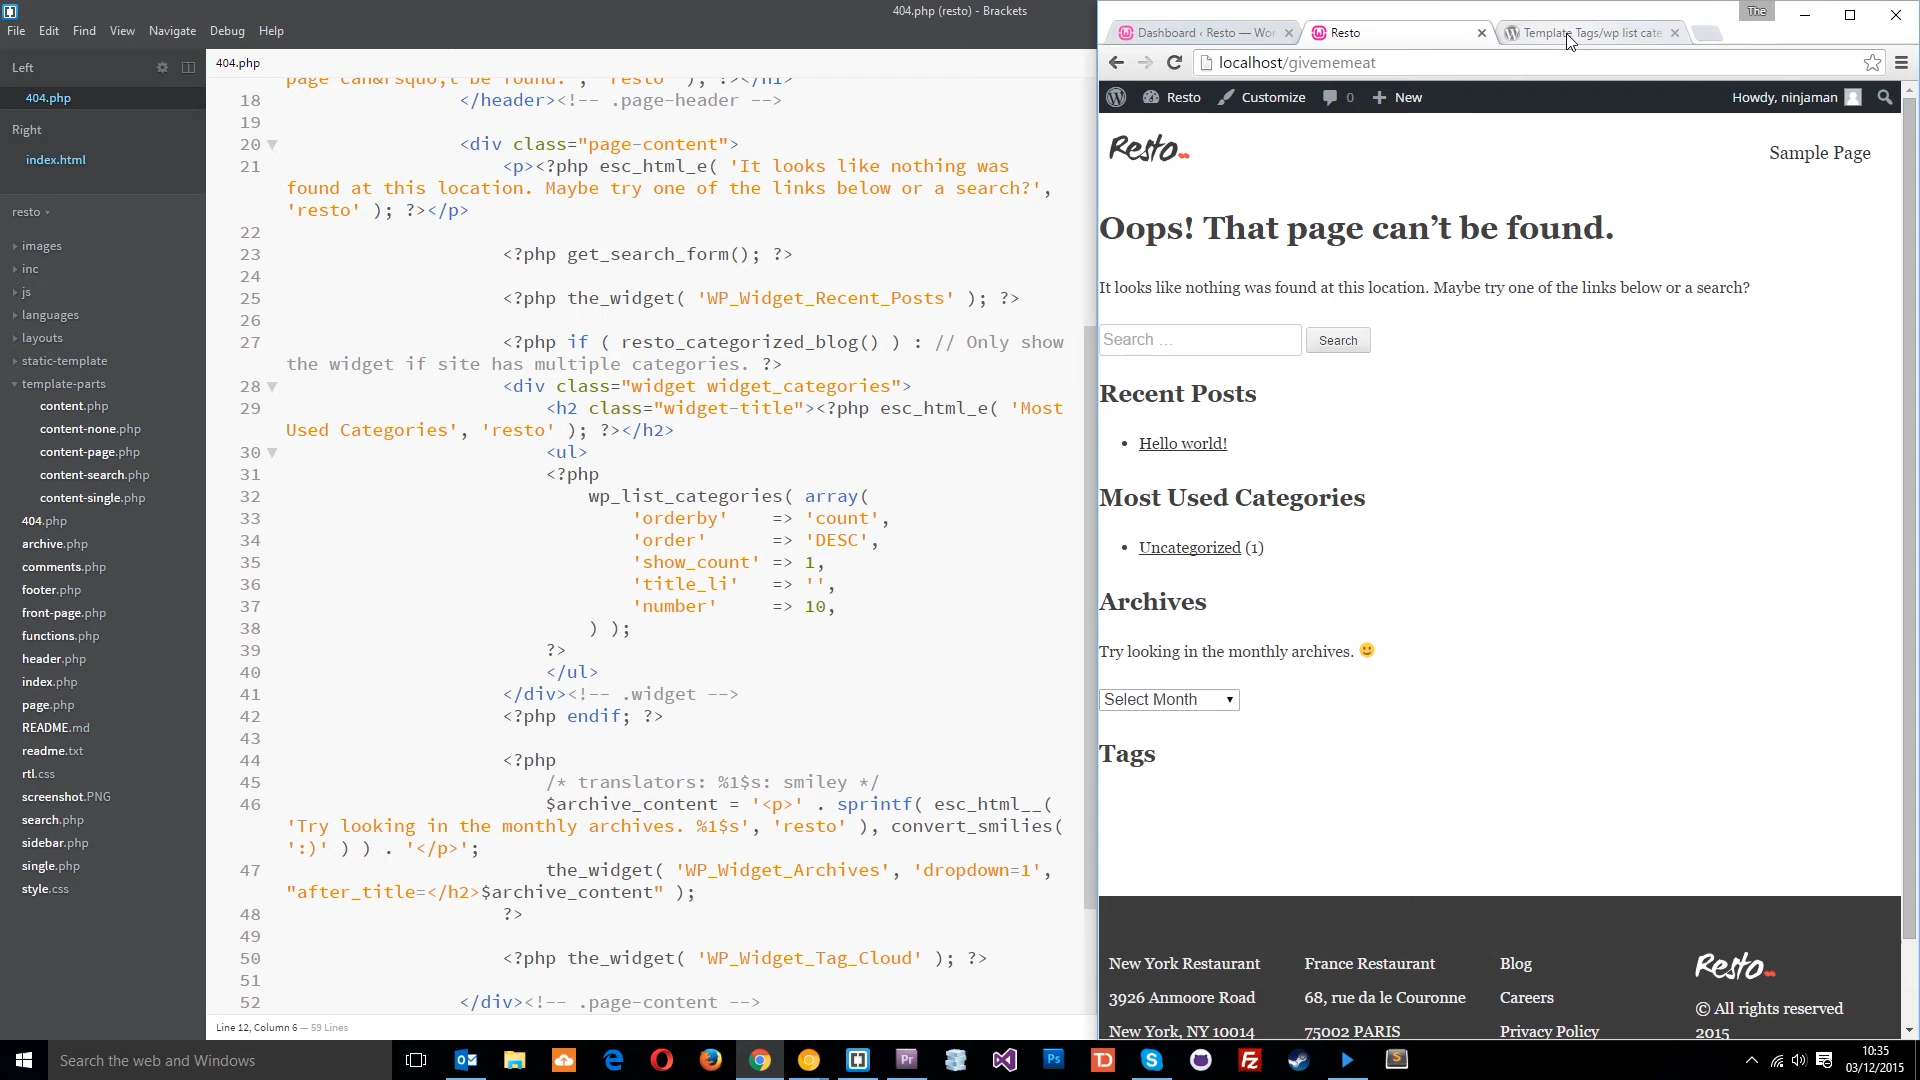 404.php (resto) - Brackets
File Edit Find View Navigate Debug Help
Left
404.php
Right
index.html
resto
images
inc
js
languages
layouts
static-template
template-parts
content.php
content-none.php
content-page.php
content-search.php
content-single.php
404.php
archive.php
comments.php
footer.php
front-page.php
functions.php
header.php
index.php
page.php
README.md
readme.txt
rtl.css
screenshot.PNG
search.php
sidebar.php
single.php
style.css
404.php
page can&rsquo;t be found.', 'resto' ); ?></h1>
18 </header><!-- .page-header -->
19
20 <div class="page-content">
21 <p><?php esc_html_e( 'It looks like nothing was
found at this location. Maybe try one of the links below or a search?',
'resto' ); ?></p>
22
23 <?php get_search_form(); ?>
24
25 <?php the_widget( 'WP_Widget_Recent_Posts' ); ?>
26
27 <?php if ( resto_categorized_blog() ) : // Only show
the widget if site has multiple categories. ?>
28 <div class="widget widget_categories">
29 <h2 class="widget-title"><?php esc_html_e( 'Most
Used Categories', 'resto' ); ?></h2>
30 <ul>
31 <?php
32 wp_list_categories( array(
33 'orderby' => 'count',
34 'order' => 'DESC',
35 'show_count' => 1,
36 'title_li' => '',
37 'number' => 10,
38 ) );
39 ?>
40 </ul>
41 </div><!-- .widget -->
42 <?php endif; ?>
43
44 <?php
45 /* translators: %1$s: smiley */
46 $archive_content = '<p>' . sprintf( esc_html__(
'Try looking in the monthly archives. %1$s', 'resto' ), convert_smilies(
':)' ) ) . '</p>';
47 the_widget( 'WP_Widget_Archives', 'dropdown=1',
"after_title=</h2>$archive_content" );
48 ?>
49
50 <?php the_widget( 'WP_Widget_Tag_Cloud' ); ?>
51
52 </div><!-- .page-content -->
Line 12, Column 6 — 59 Lines
The
Dashboard ‹ Resto — Wor
Resto
Template Tags/wp list cate
localhost/givememeat
Resto Customize 0 New Howdy, ninjaman
Resto
Sample Page
Oops! That page can’t be found.
It looks like nothing was found at this location. Maybe try one of the links below or a search?
Search … Search
Recent Posts
Hello world!
Most Used Categories
Uncategorized (1)
Archives
Try looking in the monthly archives.
Select Month
Tags
New York Restaurant France Restaurant Blog Resto
3926 Anmoore Road 68, rue da le Couronne Careers © All rights reserved
New York, NY 10014 75002 PARIS Privacy Policy 2015
Search the web and Windows
10:35
03/12/2015